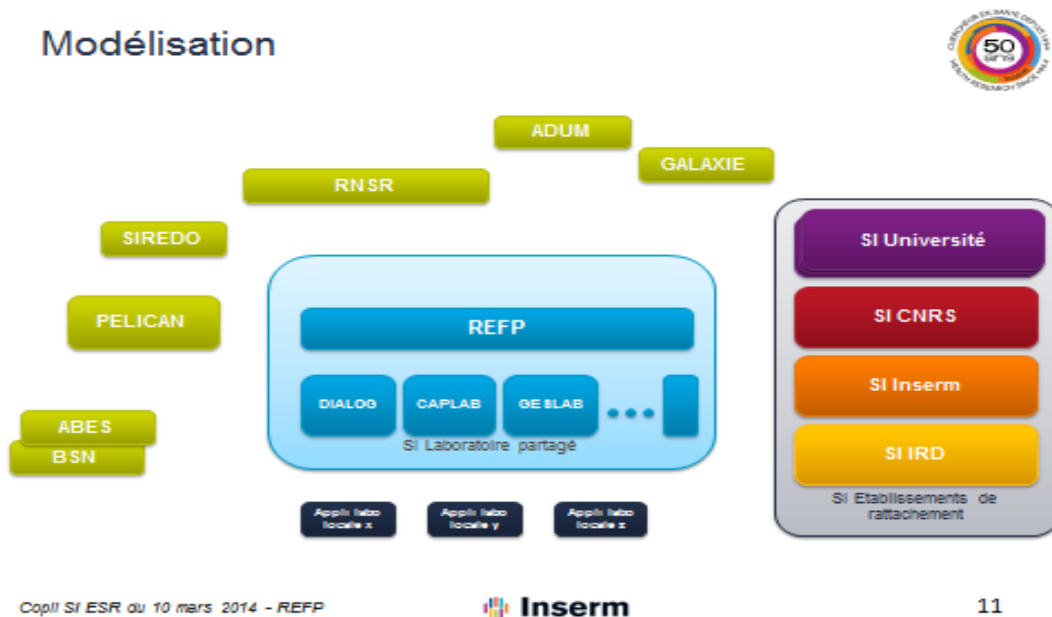 Modélisation
50
ans
ADUM
GALAXIE
RNSR
SIREDO
PELICAN
ABES
BSN
REFP
DIALOG
CAPLAB
GESLAB
SI Laboratoire partagé
Appli labo
locale x
Appli labo
locale y
Appli labo
locale z
SI Université
SI CNRS
SI Inserm
SI IRD
SI Etablissements de
rattachement
Copil SI ESR du 10 mars 2014 - REFP
Inserm
11